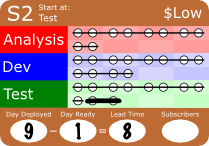 S2 Start at: Test $Low
Analysis
Dev
Test
Day Deployed Day Ready Lead Time Subscribers
9 - 1 = 8